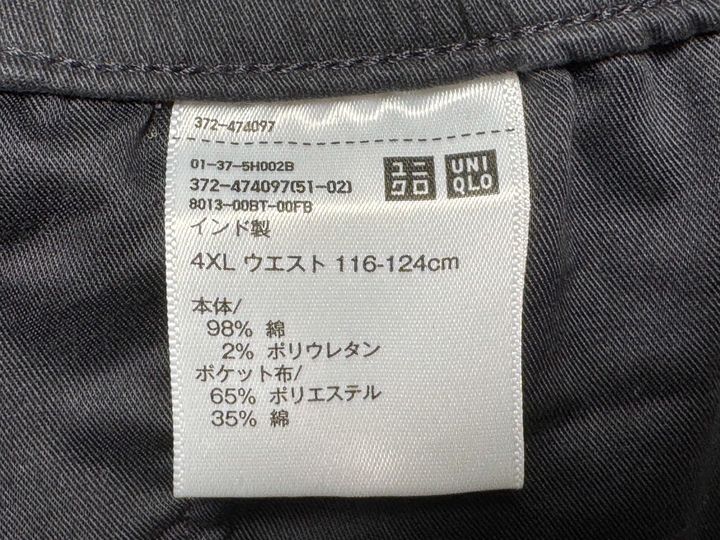 372-474097
01-37-5H002B
372-474097(51-02)
8013-00BT-00FB
ユニクロ
UNIQLO
インド製
4XL ウエスト 116-124cm
本体/
98% 綿
2% ポリウレタン
ポケット布/
65% ポリエステル
35% 綿